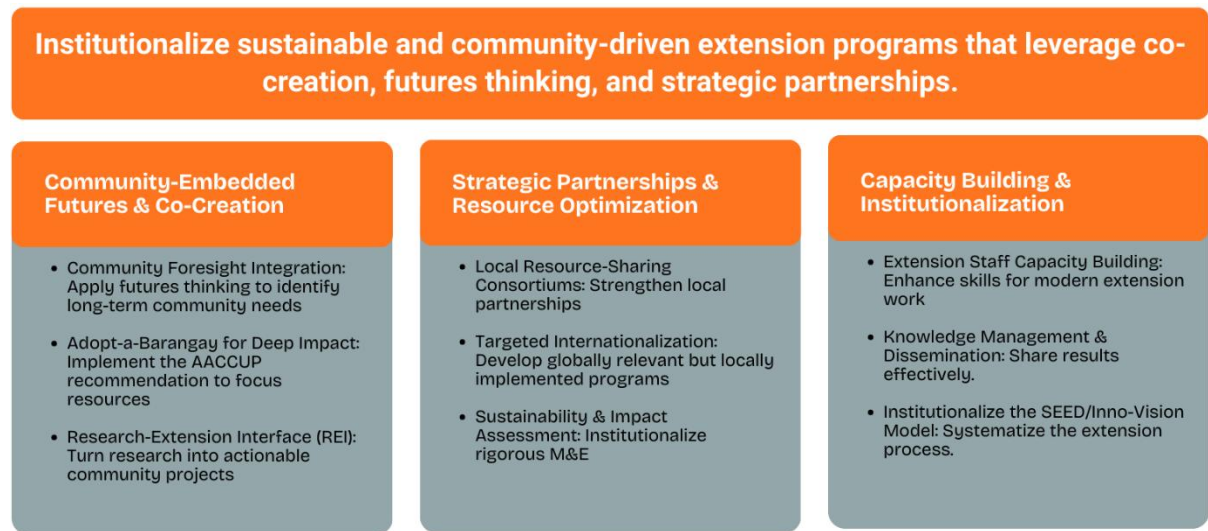 Institutionalize sustainable and community-driven extension programs that leverage co-
creation, futures thinking, and strategic partnerships.
Community-Embedded
Futures & Co-Creation
• Community Foresight Integration:
Apply futures thinking to identify
long-term community needs
• Adopt-a-Barangay for Deep Impact:
Implement the AACCUP
recommendation to focus
resources
• Research-Extension Interface (REI):
Turn research into actionable
community projects
Strategic Partnerships &
Resource Optimization
• Local Resource-Sharing
Consortiums: Strengthen local
partnerships
• Targeted Internationalization:
Develop globally relevant but locally
implemented programs
• Sustainability & Impact
Assessment: Institutionalize
rigorous M&E
Capacity Building &
Institutionalization
• Extension Staff Capacity Building:
Enhance skills for modern extension
work
• Knowledge Management &
Dissemination: Share results
effectively.
• Institutionalize the SEED/Inno-Vision
Model: Systematize the extension
process.